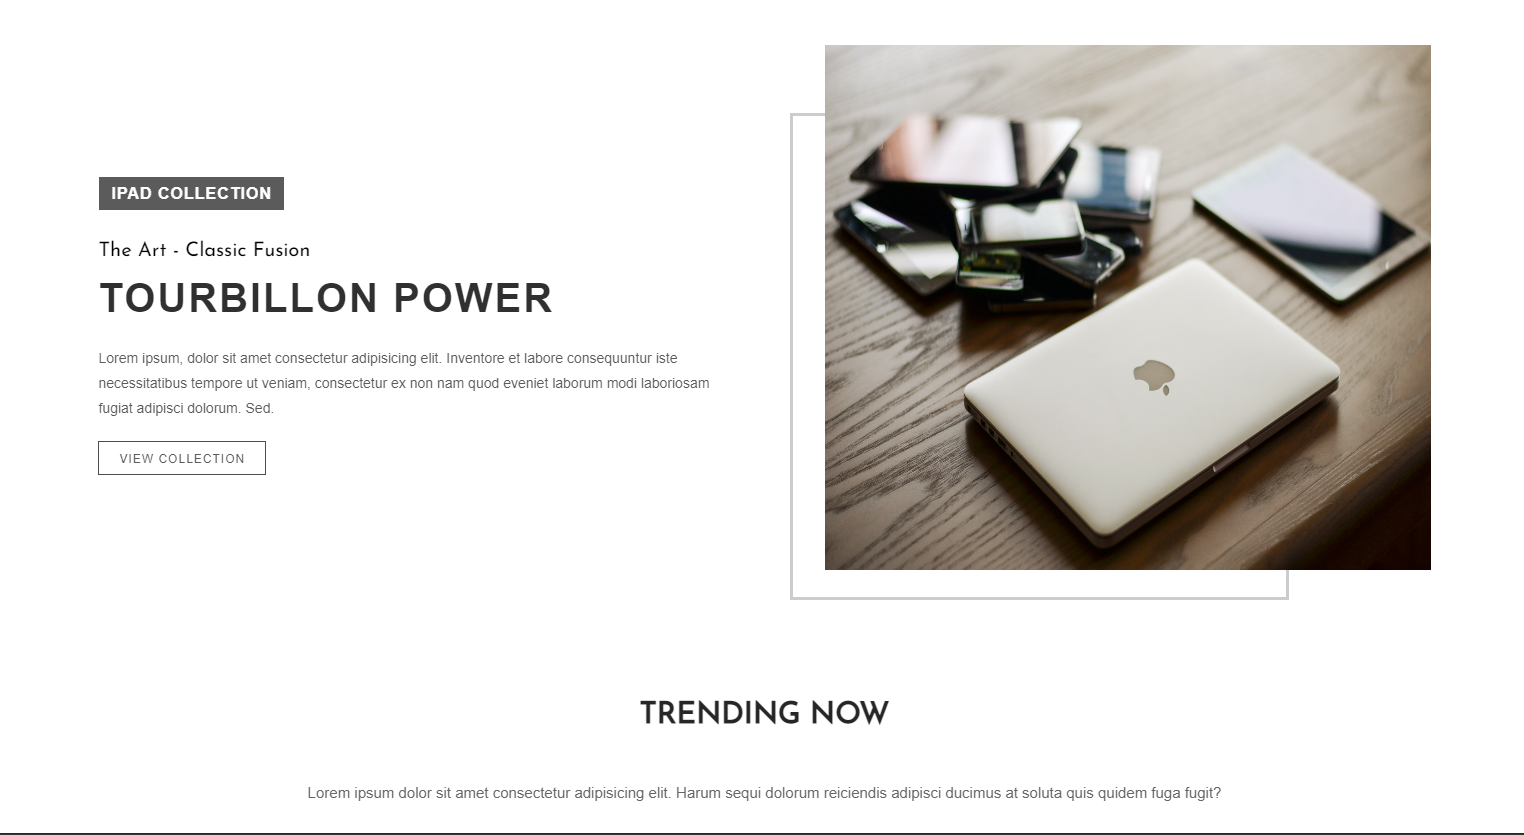 IPAD COLLECTION
The Art - Classic Fusion
TOURBILLON POWER
Lorem ipsum, dolor sit amet consectetur adipisicing elit. Inventore et labore consequuntur iste
necessitatibus tempore ut veniam, consectetur ex non nam quod eveniet laborum modi laboriosam
fugiat adipisci dolorum. Sed.
VIEW COLLECTION
TRENDING NOW
Lorem ipsum dolor sit amet consectetur adipisicing elit. Harum sequi dolorum reiciendis adipisci ducimus at soluta quis quidem fuga fugit?